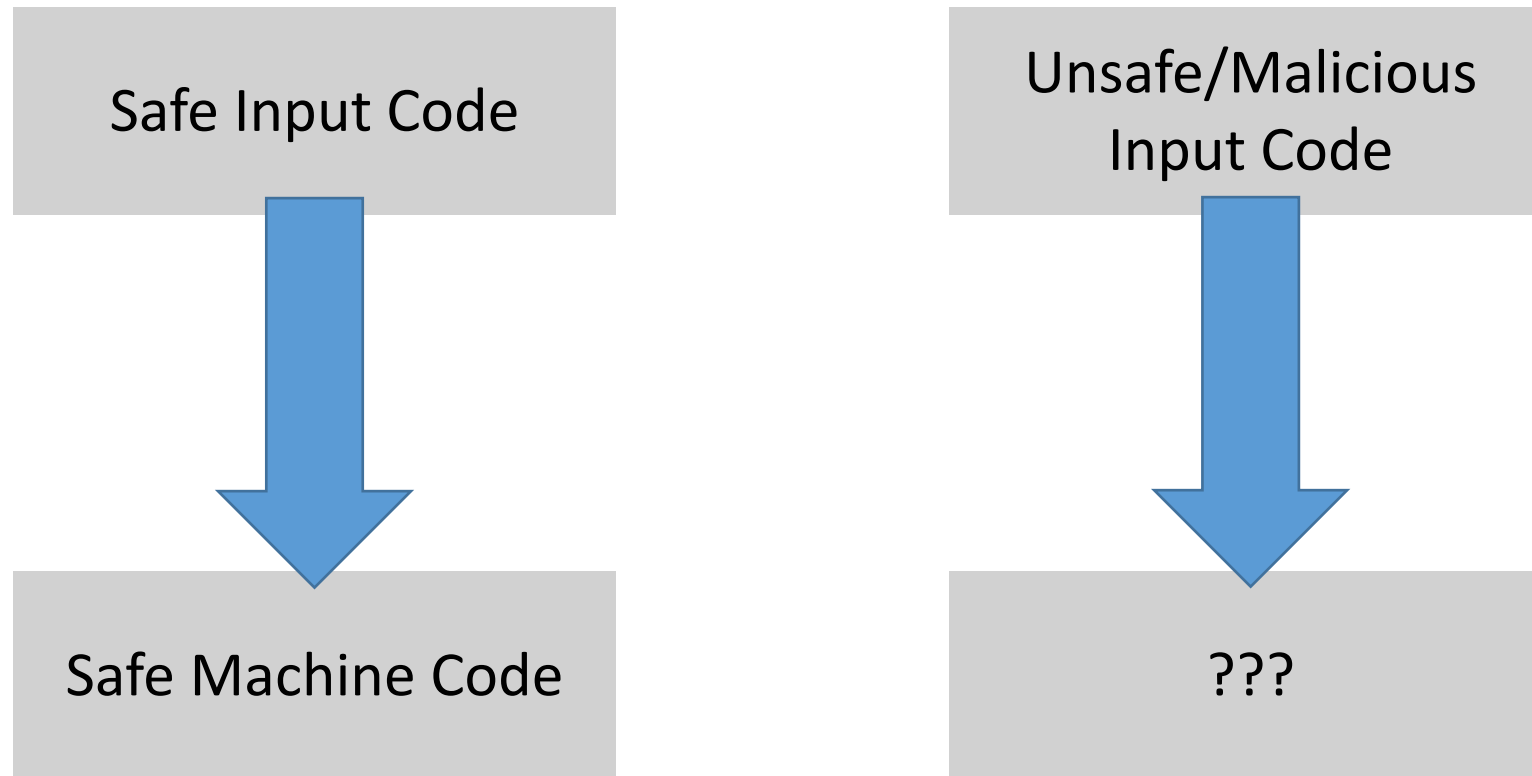 Safe Input Code
Unsafe/Malicious
Input Code
Safe Machine Code
???